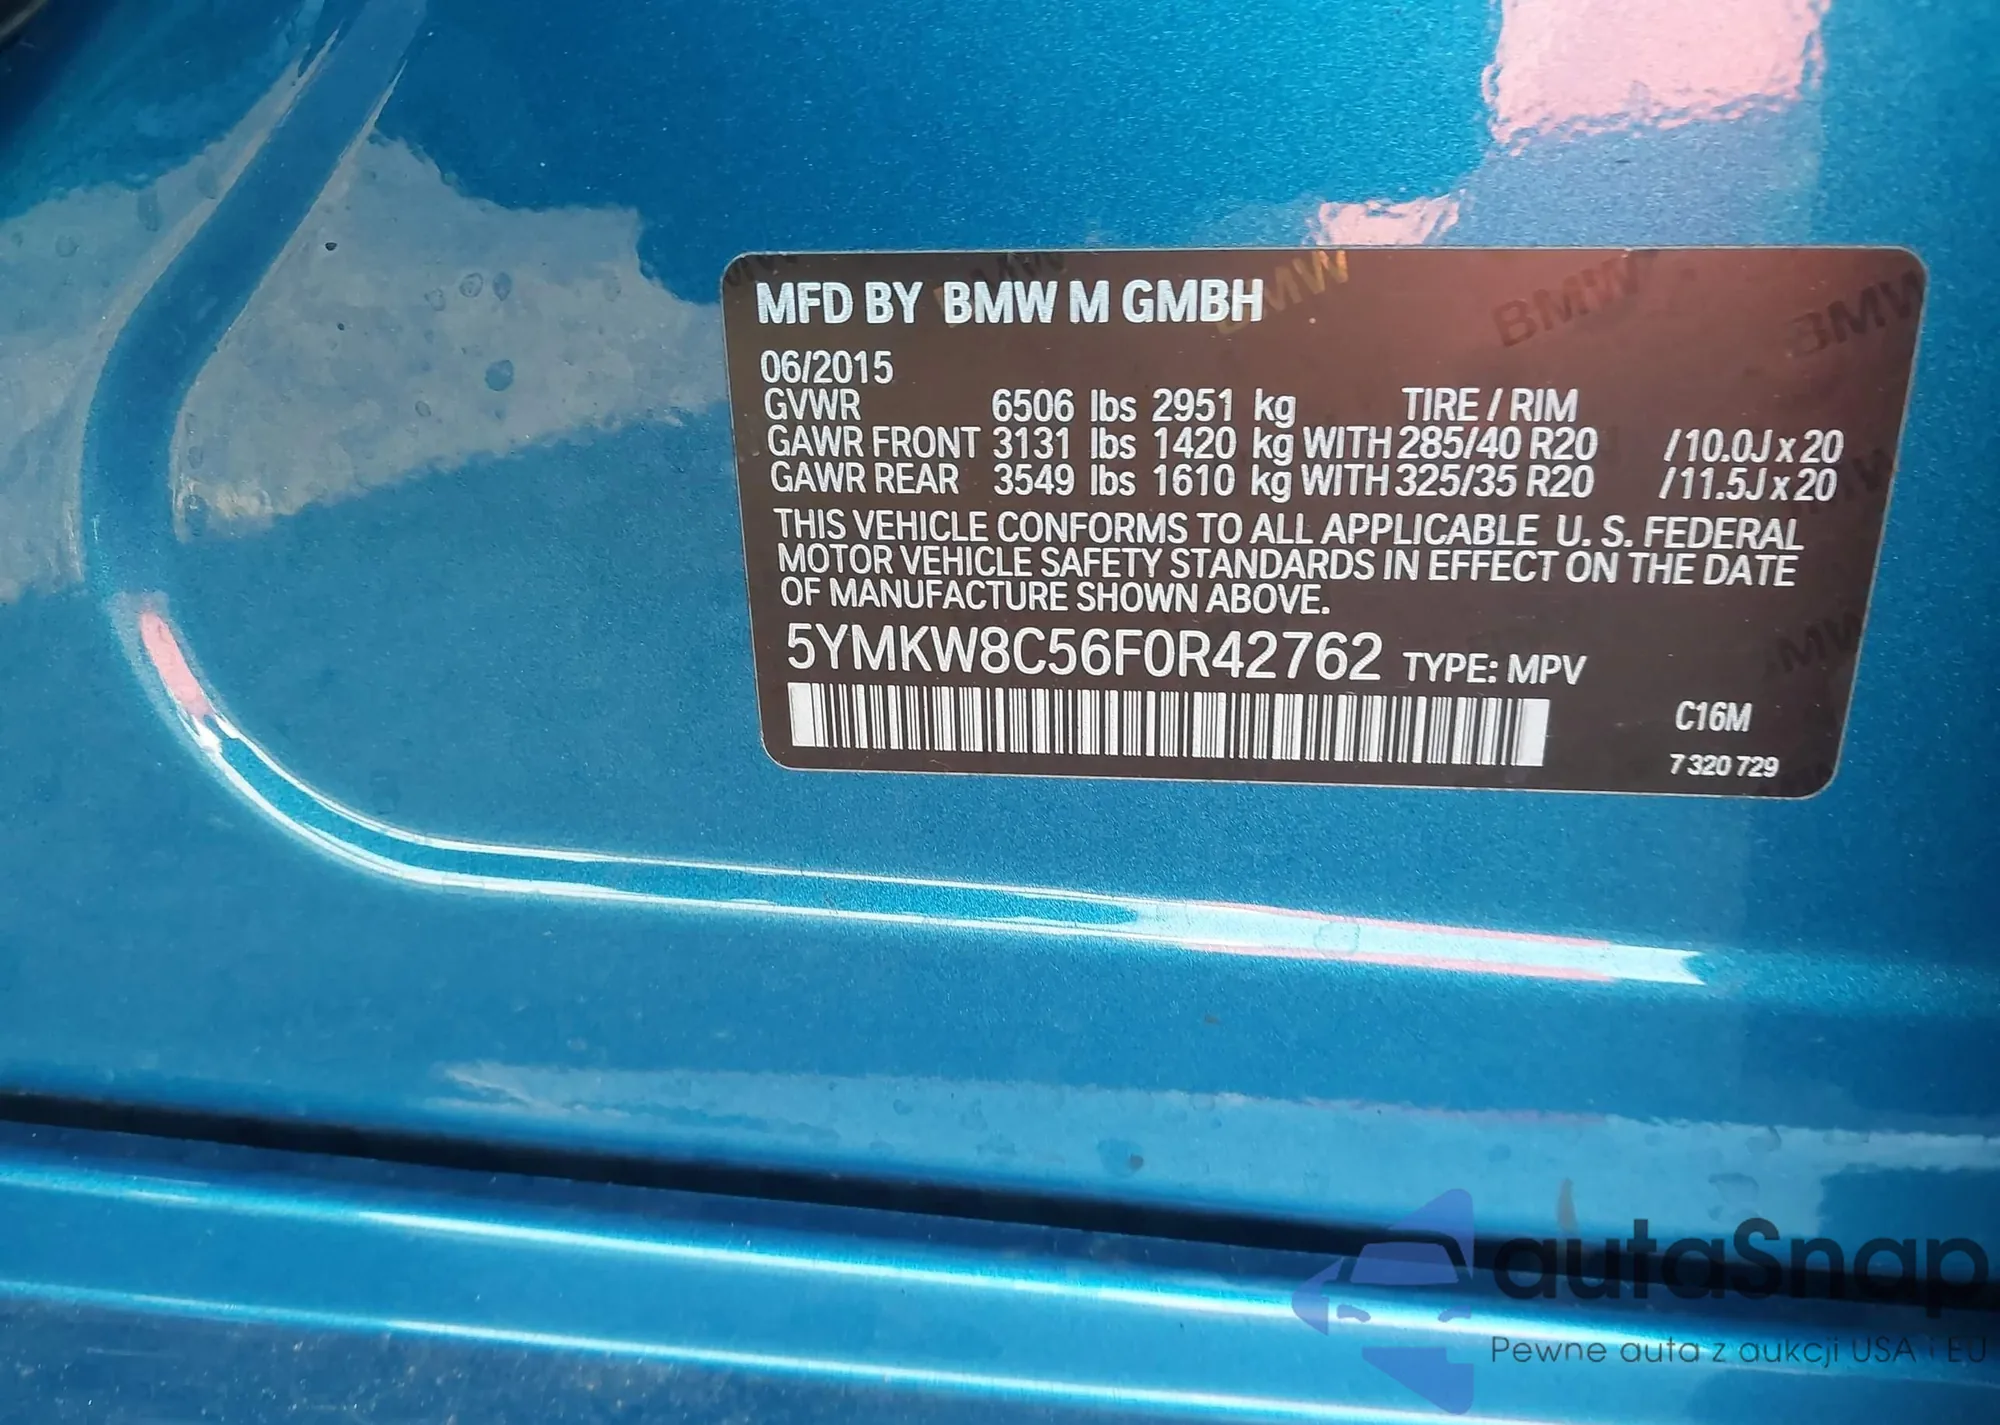 MFD BY BMW M GMBH
06/2015
GVWR 6506 lbs 2951 kg TIRE / RIM
GAWR FRONT 3131 lbs 1420 kg WITH 285/40 R20 /10.0J x 20
GAWR REAR 3549 lbs 1610 kg WITH 325/35 R20 /11.5J x 20
THIS VEHICLE CONFORMS TO ALL APPLICABLE U. S. FEDERAL
MOTOR VEHICLE SAFETY STANDARDS IN EFFECT ON THE DATE
OF MANUFACTURE SHOWN ABOVE.
5YMKW8C56F0R42762 TYPE: MPV
C16M
7 320 729
autaSnap
Pewne auta z aukcji USA i EU